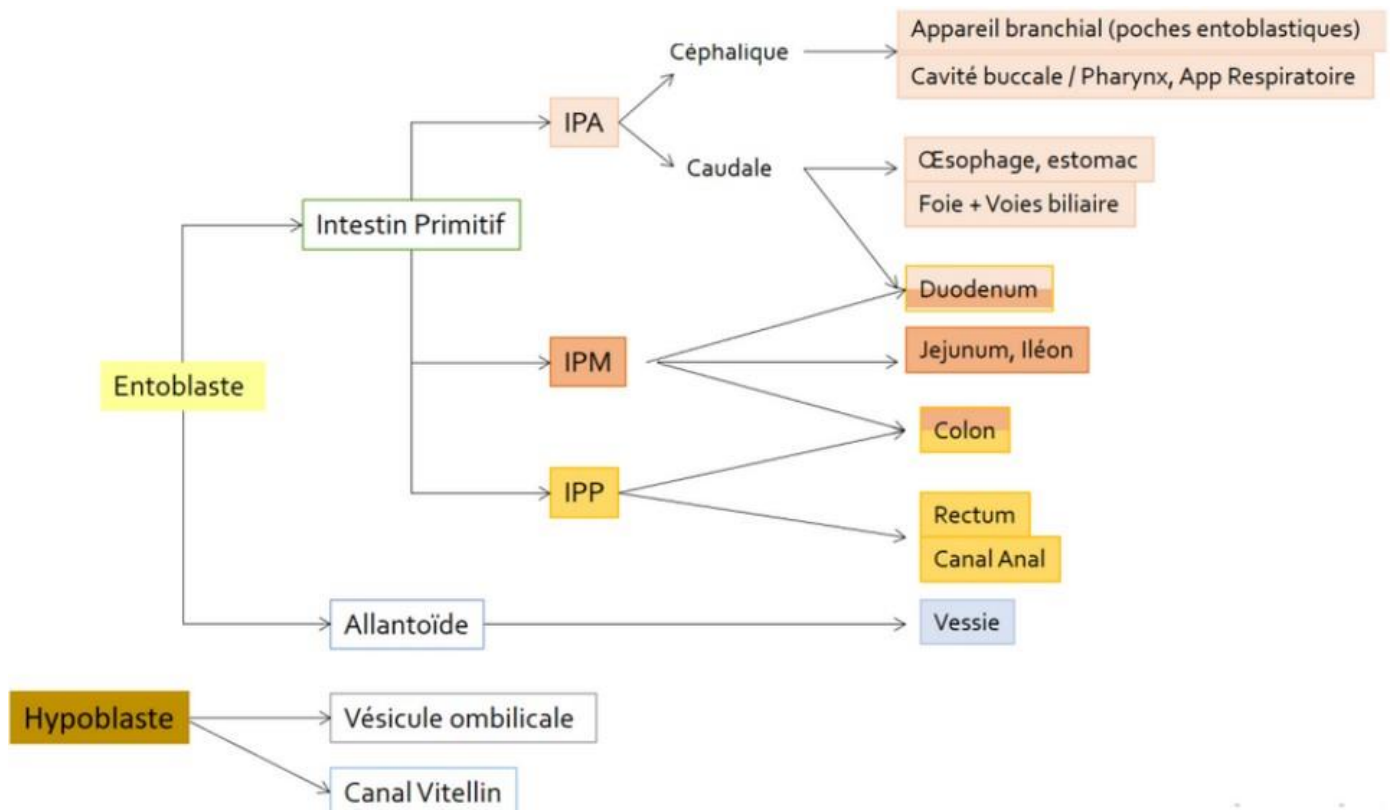 Appareil branchial (poches entoblastiques)
Céphalique
Cavité buccale / Pharynx, App Respiratoire
IPA
Œsophage, estomac
Caudale
Foie + Voies biliaire
Intestin Primitif
Duodenum
Jejunum, Iléon
IPM
Entoblaste
Colon
IPP
Rectum
Canal Anal
Allantoïde
Vessie
Hypoblaste
Vésicule ombilicale
Canal Vitellin